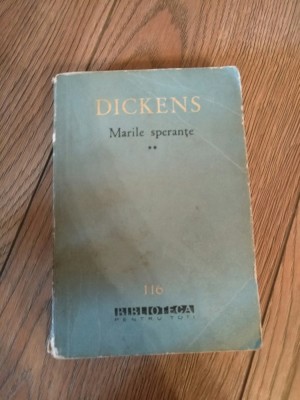 DICKENS
Marile speranțe
**
116
BIBLIOTECA
PENTRU TOȚI